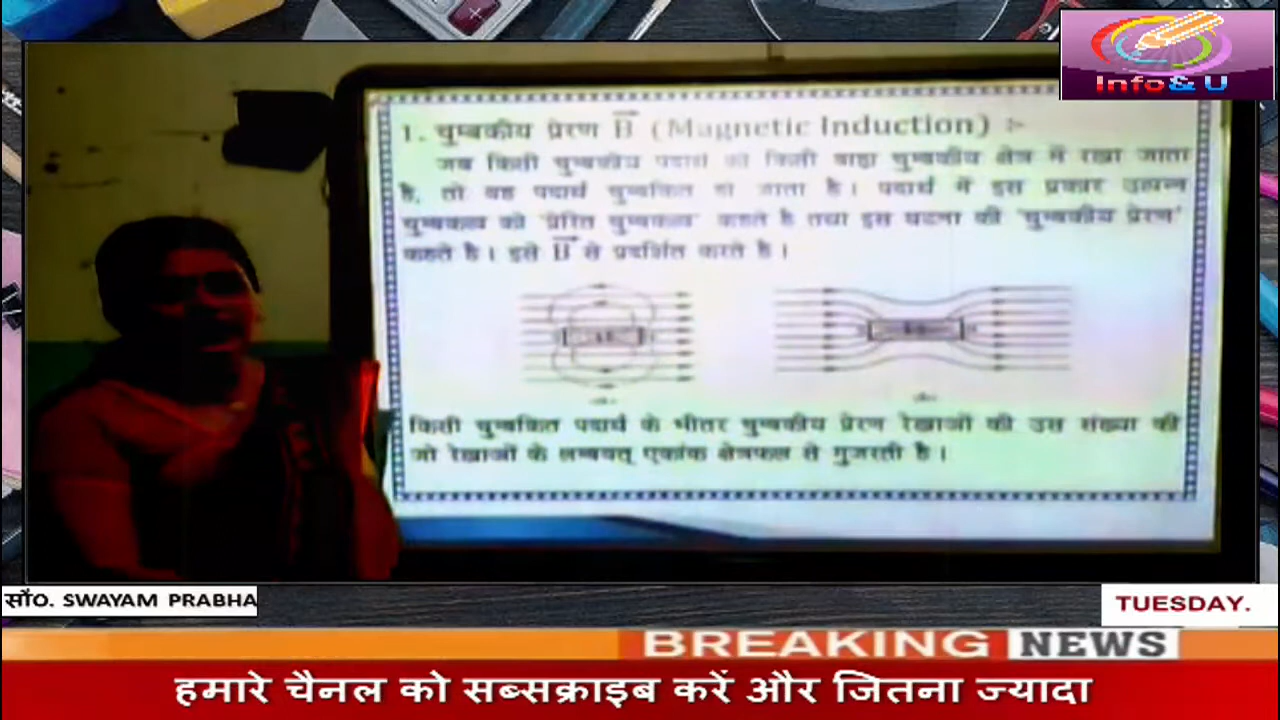 Info& U
1. चुम्बकीय प्रेरण B (Magnetic Induction) :-
जब किसी चुम्बकीय पदार्थ को किसी बाह्य चुम्बकीय क्षेत्र में रखा जाता
है, तो वह पदार्थ चुम्बकित हो जाता है। पदार्थ में इस प्रकार उत्पन्न
चुम्बकत्व को 'प्रेरित चुम्बकत्व' कहते है तथा इस घटना की 'चुम्बकीय प्रेरण'
कहते है। इसे B से प्रदर्शित करते है।
किसी चुम्बकित पदार्थ के भीतर चुम्बकीय प्रेरण रेखाओं की उस संख्या की
जो रेखाओं के लम्बवत् एकांक क्षेत्रफल से गुजरती है।
सौंO. SWAYAM PRABHA
TUESDAY.
BREAKING NEWS
हमारे चैनल को सब्सक्राइब करें और जितना ज्यादा